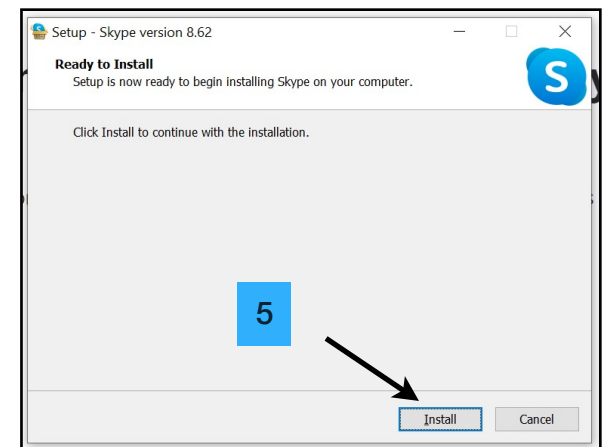 Setup - Skype version 8.62
Ready to Install
Setup is now ready to begin installing Skype on your computer.
S
Click Install to continue with the installation.
5
Install
Cancel